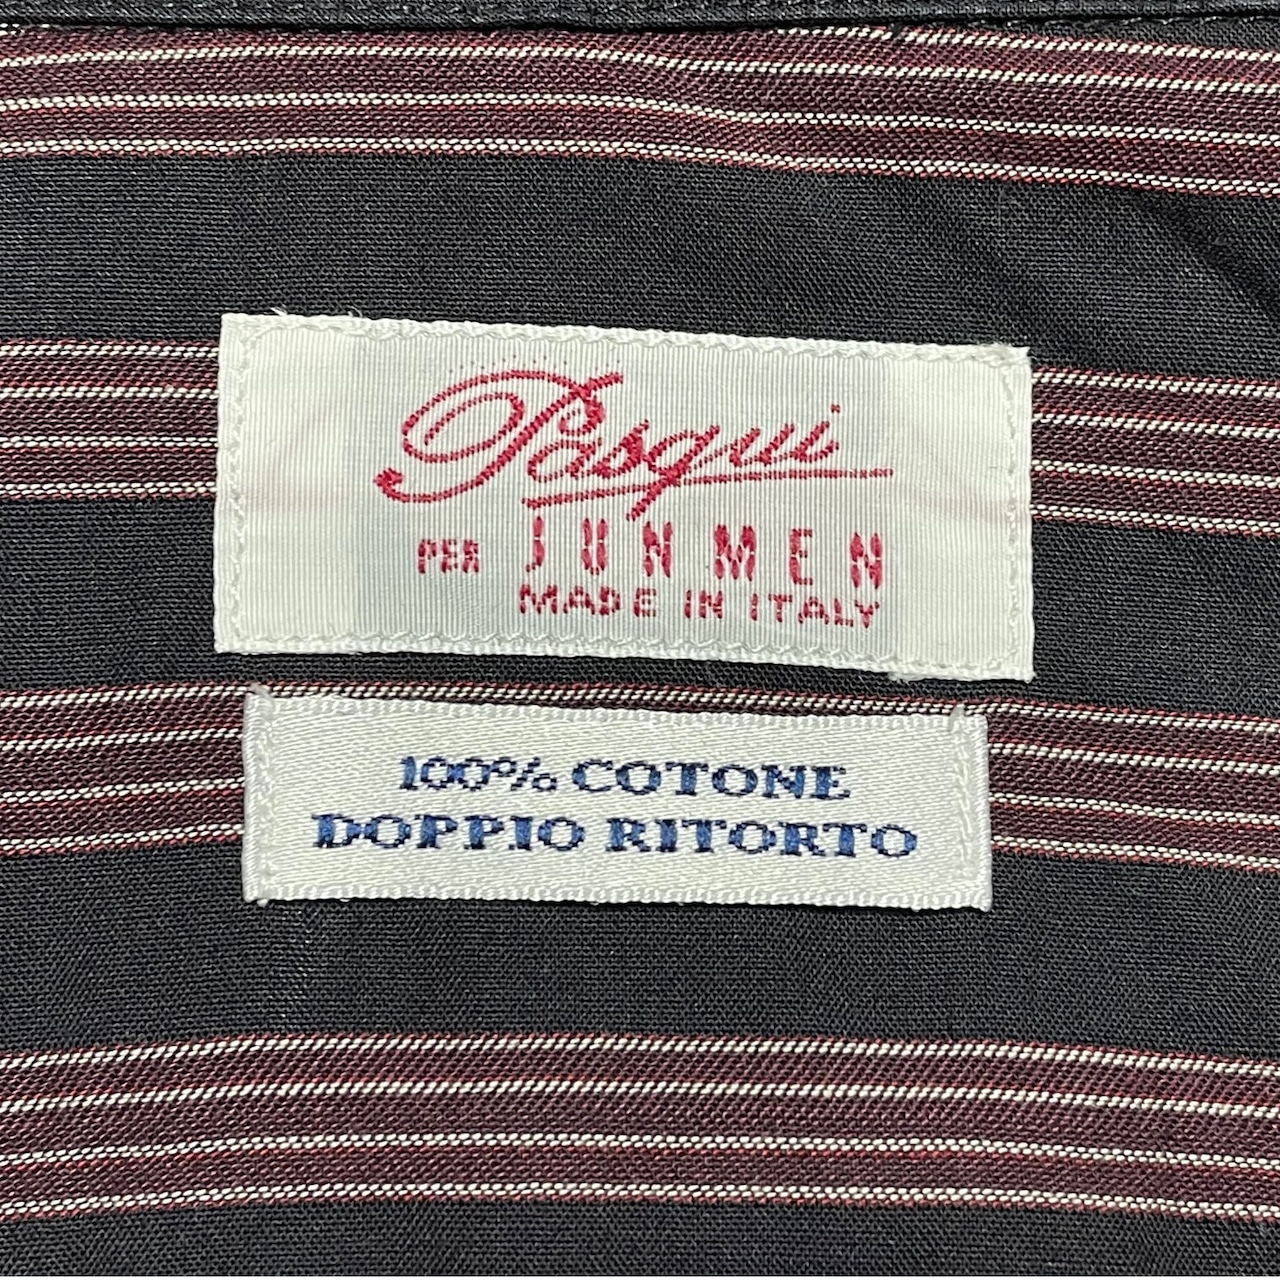 Pasqui
PER JUNMEN
MADE IN ITALY
100% COTONE
DOPPIO RITORTO